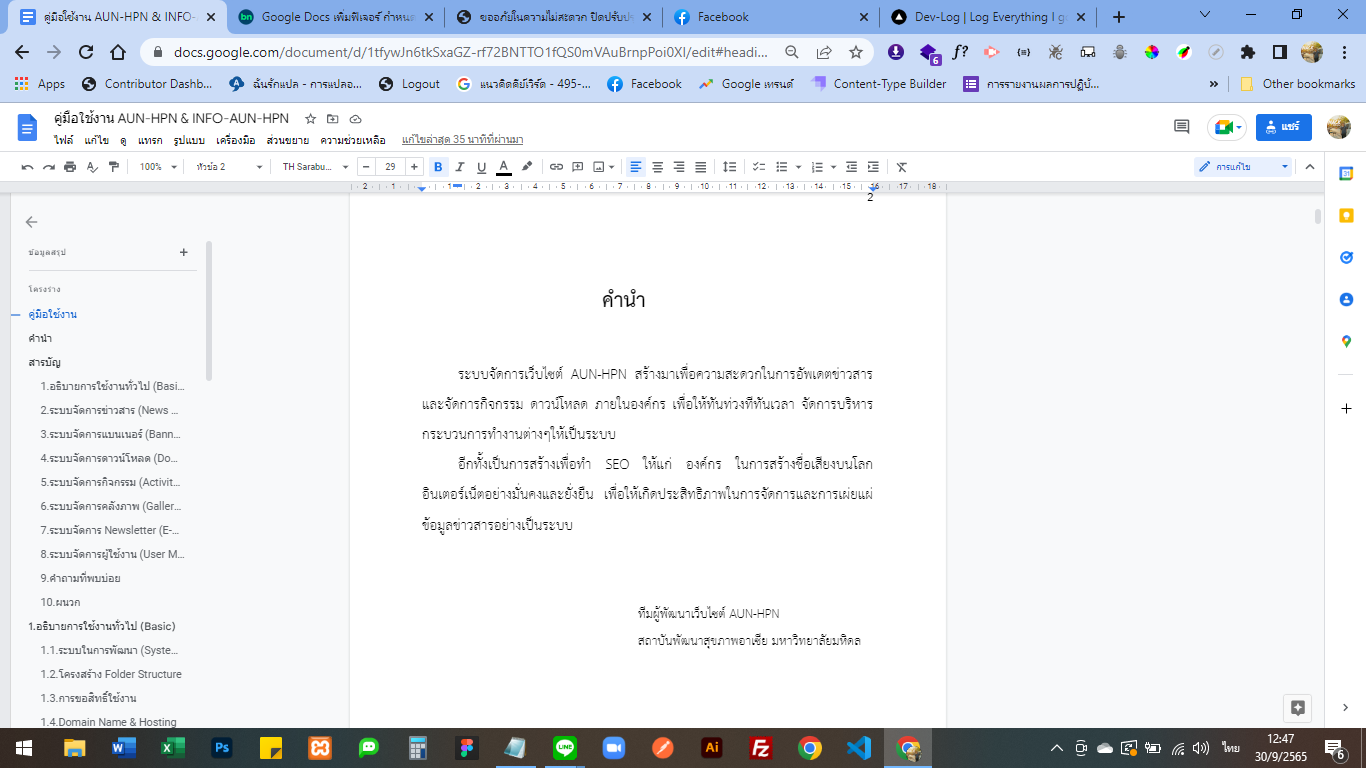 คู่มือใช้งาน AUN-HPN & INFO-
Google Docs เพิ่มฟีเจอร์ กำหนด
ขออภัยในความไม่สะดวก ปิดปรับปร
Facebook
Dev-Log | Log Everything I g
docs.google.com/document/d/1tfywJn6tkSxaGZ-rf72BNTTO1fQS0mVAuBrnpPoi0XI/edit#headi...
Apps
Contributor Dashb...
ฉันรักแปล - การแปลอ...
Logout
แนวคิดคีย์เวิร์ด - 495-...
Facebook
Google เทรนด์
Content-Type Builder
การรายงานผลการปฏิบั...
Other bookmarks
คู่มือใช้งาน AUN-HPN & INFO-AUN-HPN
ไฟล์ แก้ไข ดู แทรก รูปแบบ เครื่องมือ ส่วนขยาย ความช่วยเหลือ แก้ไขล่าสุด 35 นาทีที่ผ่านมา
แชร์
100% หัวข้อ 2 TH Sarabu... 29 การแก้ไข
2 1 1 2 3 4 5 6 7 8 9 10 11 12 13 14 15 16 17 18
2
ข้อมูลสรุป
โครงร่าง
คู่มือใช้งาน
คำนำ
สารบัญ
1.อธิบายการใช้งานทั่วไป (Basi...
2.ระบบจัดการข่าวสาร (News ...
3.ระบบจัดการแบนเนอร์ (Bann...
4.ระบบจัดการดาวน์โหลด (Do...
5.ระบบจัดการกิจกรรม (Activit...
6.ระบบจัดการคลังภาพ (Galler...
7.ระบบจัดการ Newsletter (E-...
8.ระบบจัดการผู้ใช้งาน (User M...
9.คำถามที่พบบ่อย
10.ผนวก
1.อธิบายการใช้งานทั่วไป (Basic)
1.1.ระบบในการพัฒนา (Syste...
1.2.โครงสร้าง Folder Structure
1.3.การขอสิทธิ์ใช้งาน
1.4.Domain Name & Hosting
คำนำ
ระบบจัดการเว็บไซต์ AUN-HPN สร้างมาเพื่อความสะดวกในการอัพเดตข่าวสาร
และจัดการกิจกรรม ดาวน์โหลด ภายในองค์กร เพื่อให้ทันท่วงทีทันเวลา จัดการบริหาร
กระบวนการทำงานต่างๆให้เป็นระบบ
อีกทั้งเป็นการสร้างเพื่อทำ SEO ให้แก่ องค์กร ในการสร้างชื่อเสียงบนโลก
อินเตอร์เน็ตอย่างมั่นคงและยั่งยืน เพื่อให้เกิดประสิทธิภาพในการจัดการและการเผ่ยแผ่
ข้อมูลข่าวสารอย่างเป็นระบบ
ทีมผู้พัฒนาเว็บไซต์ AUN-HPN
สถาบันพัฒนาสุขภาพอาเซีย มหาวิทยาลัยมหิดล
ไทย
12:47
30/9/2565
6